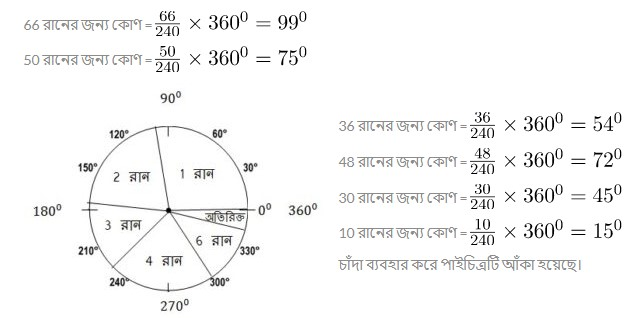 66 রানের জন্য কোণ = 66/240 × 360⁰ = 99⁰
50 রানের জন্য কোণ = 50/240 × 360⁰ = 75⁰
90⁰
120° 60°
150° 2 রান 1 রান 30°
180⁰ 0⁰ 360⁰
অতিরিক্ত
3 রান 6 রান
210° 330°
4 রান
240° 300°
270⁰
36 রানের জন্য কোণ = 36/240 × 360⁰ = 54⁰
48 রানের জন্য কোণ = 48/240 × 360⁰ = 72⁰
30 রানের জন্য কোণ = 30/240 × 360⁰ = 45⁰
10 রানের জন্য কোণ = 10/240 × 360⁰ = 15⁰
চাঁদা ব্যবহার করে পাইচিত্রটি আঁকা হয়েছে।